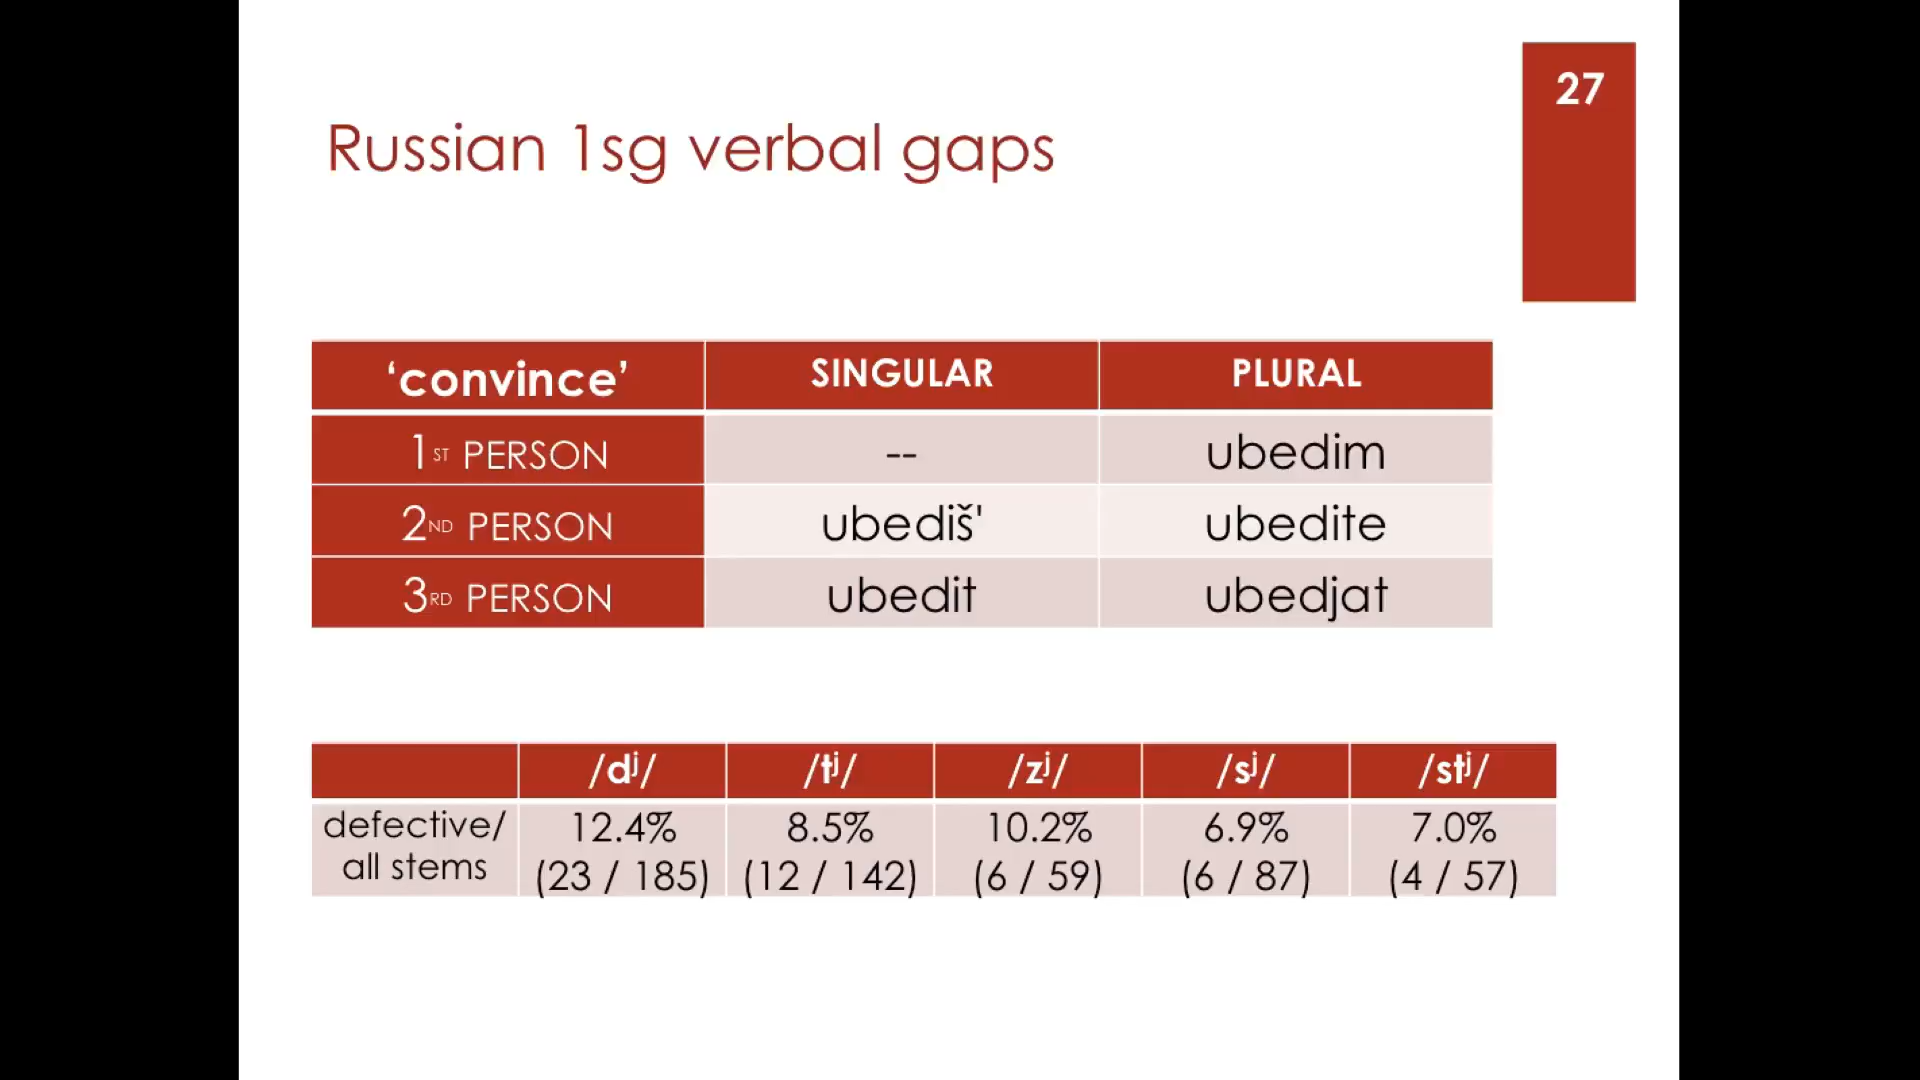 27
Russian 1sg verbal gaps
‘convince’ SINGULAR PLURAL
1ST PERSON -- ubedim
2ND PERSON ubediš' ubedite
3RD PERSON ubedit ubedjat
/dʲ/ /tʲ/ /zʲ/ /sʲ/ /stʲ/
defective/ 12.4% 8.5% 10.2% 6.9% 7.0%
all stems (23 / 185) (12 / 142) (6 / 59) (6 / 87) (4 / 57)